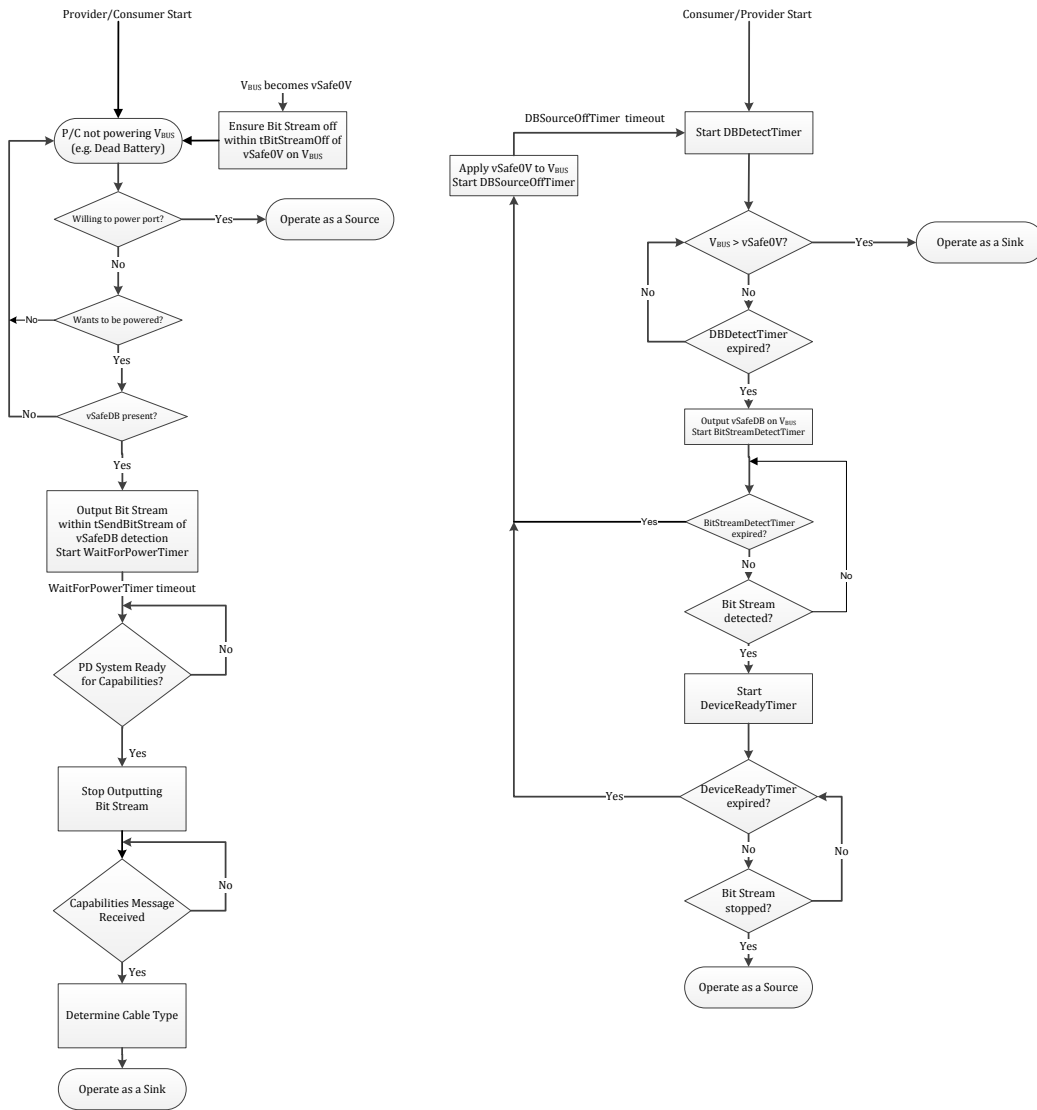 Provider/Consumer Start
VBUS becomes vSafe0V
P/C not powering VBUS
(e.g. Dead Battery)
Ensure Bit Stream off
within tBitStreamOff of
vSafe0V on VBUS
Willing to power port?
Yes
Operate as a Source
No
Wants to be powered?
No
Yes
vSafeDB present?
No
Yes
Output Bit Stream
within tSendBitStream of
vSafeDB detection
Start WaitForPowerTimer
WaitForPowerTimer timeout
PD System Ready
for Capabilities?
No
Yes
Stop Outputting
Bit Stream
Capabilities Message
Received
No
Yes
Determine Cable Type
Operate as a Sink
Consumer/Provider Start
DBSourceOffTimer timeout
Start DBDetectTimer
Apply vSafe0V to VBUS
Start DBSourceOffTimer
VBUS > vSafe0V?
Yes
Operate as a Sink
No
No
DBDetectTimer
expired?
Yes
Output vSafeDB on VBUS
Start BitStreamDetectTimer
BitStreamDetectTimer
expired?
Yes
No
No
Bit Stream
detected?
Yes
Start
DeviceReadyTimer
DeviceReadyTimer
expired?
Yes
No
No
Bit Stream
stopped?
Yes
Operate as a Source